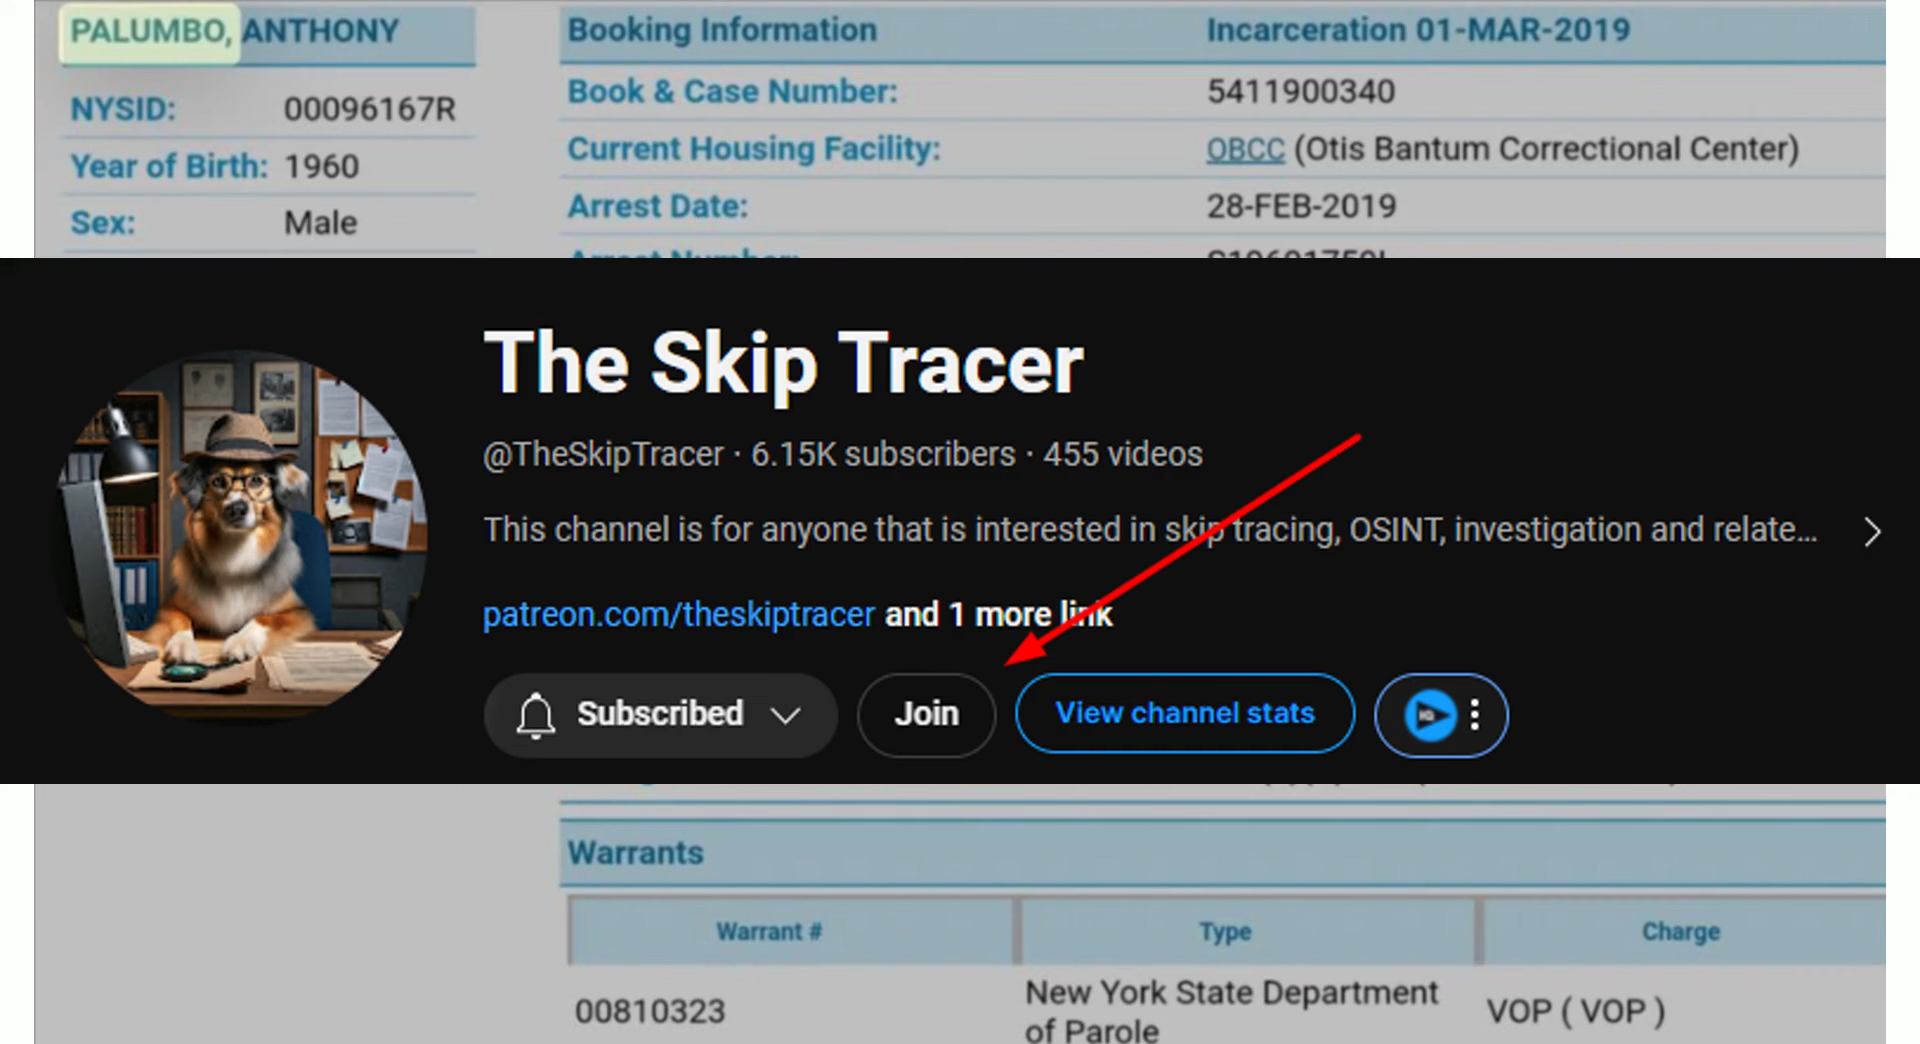 PALUMBO, ANTHONY
NYSID: 00096167R
Year of Birth: 1960
Sex: Male
Booking Information Incarceration 01-MAR-2019
Book & Case Number: 5411900340
Current Housing Facility: OBCC (Otis Bantum Correctional Center)
Arrest Date: 28-FEB-2019
Arrest Number:
The Skip Tracer
@TheSkipTracer · 6.15K subscribers · 455 videos
This channel is for anyone that is interested in skip tracing, OSINT, investigation and relate...
patreon.com/theskiptracer and 1 more link
Subscribed Join View channel stats
Warrants
Warrant # Type Charge
00810323 New York State Department of Parole VOP ( VOP )